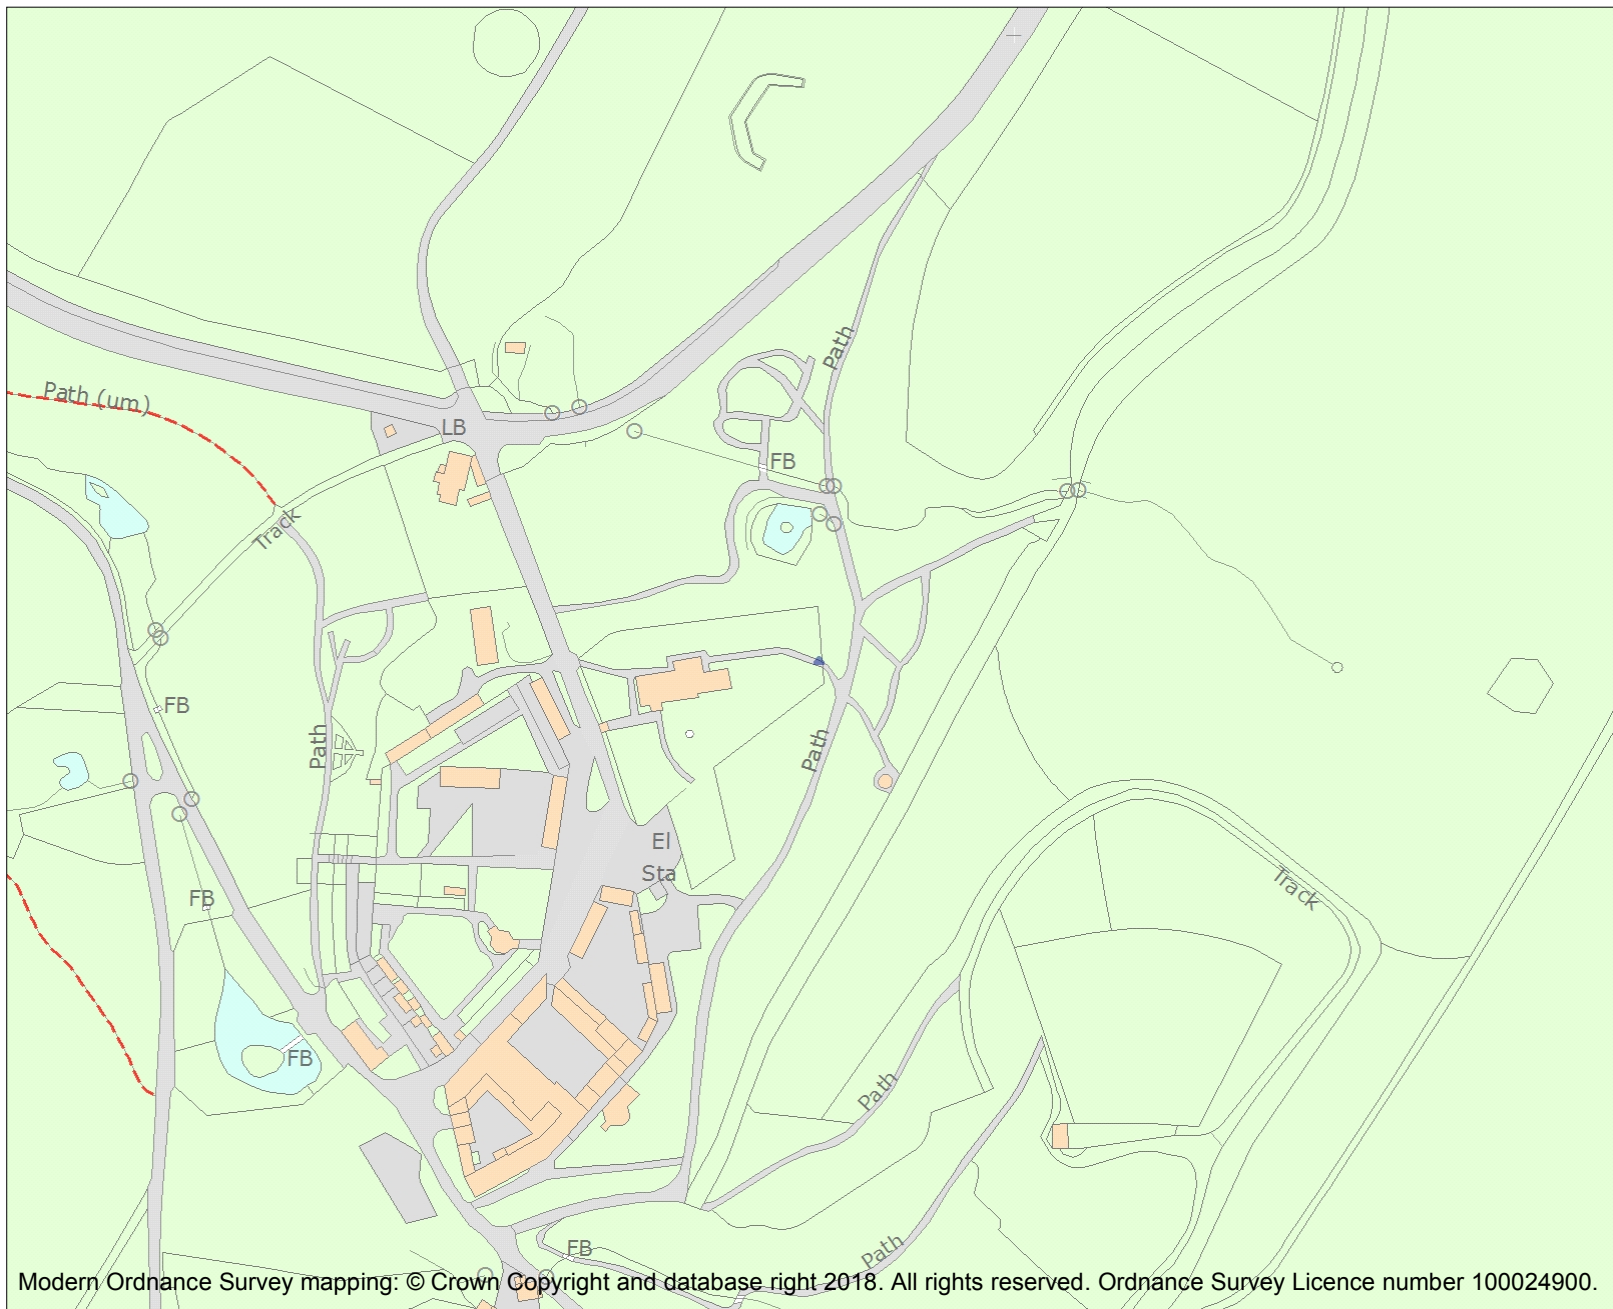 Path
Path (um)
LB
FB
Track
FB
Path
Path
El
Sta
Track
FB
FB
Path
FB
Path
Modern Ordnance Survey mapping: © Crown Copyright and database right 2018. All rights reserved. Ordnance Survey Licence number 100024900.